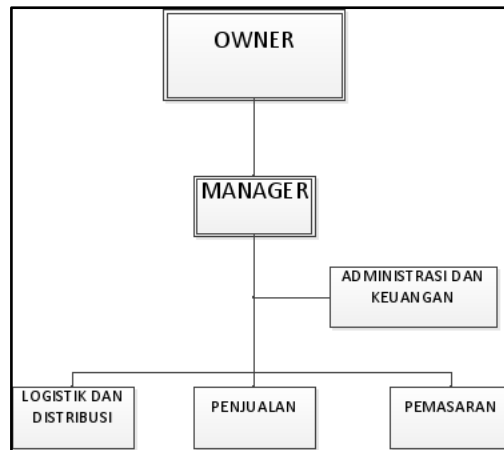 OWNER
MANAGER
ADMINISTRASI DAN
KEUANGAN
LOGISTIK DAN
DISTRIBUSI
PENJUALAN
PEMASARAN